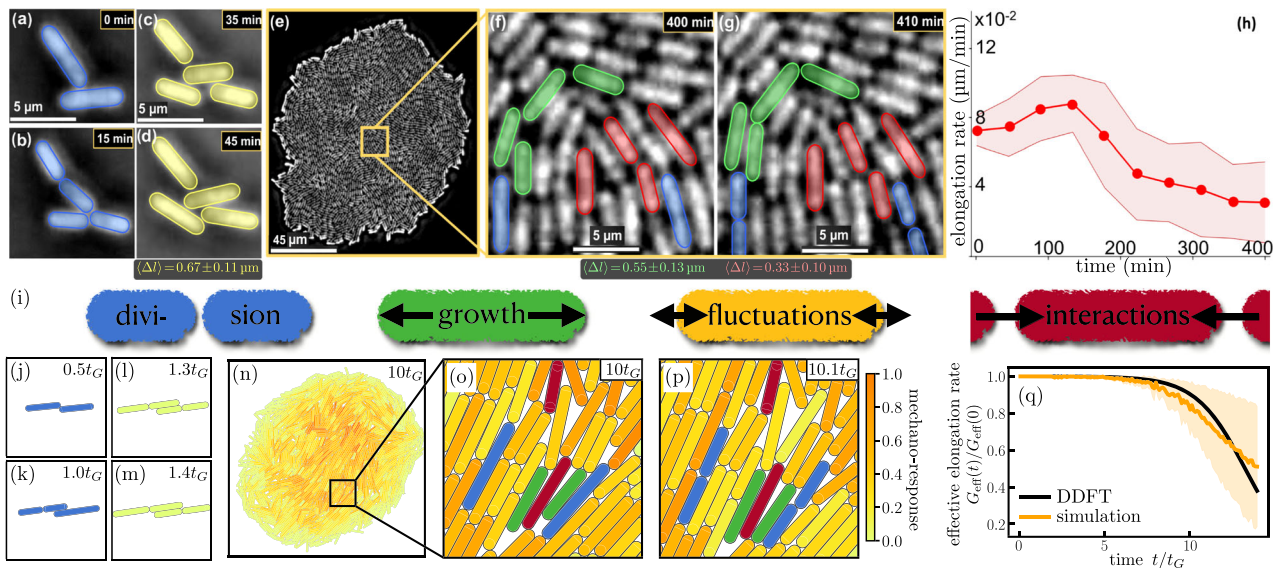 (a) 0 min
5 µm
(b) 15 min
(c) 35 min
5 µm
(d) 45 min
⟨Δl⟩ = 0.67±0.11 µm
(e)
45 µm
(f) 400 min
5 µm
(g) 410 min
5 µm
⟨Δl⟩ = 0.55±0.13 µm ⟨Δl⟩ = 0.33±0.10 µm
(h)
x10⁻²
elongation rate (µm/min)
12
8
4
0 100 200 300 400
time (min)
(i)
divi- sion
growth
fluctuations
interactions
(j) 0.5t_G
(k) 1.0t_G
(l) 1.3t_G
(m) 1.4t_G
(n) 10t_G
(o) 10t_G
(p) 10.1t_G
1.0
0.8
0.6
0.4
0.2
0.0
mechano-response
(q)
effective elongation rate
G_eff(t)/G_eff(0)
1.0
0.8
0.6
0.4
0.2
DDFT
simulation
0 5 10
time t/t_G